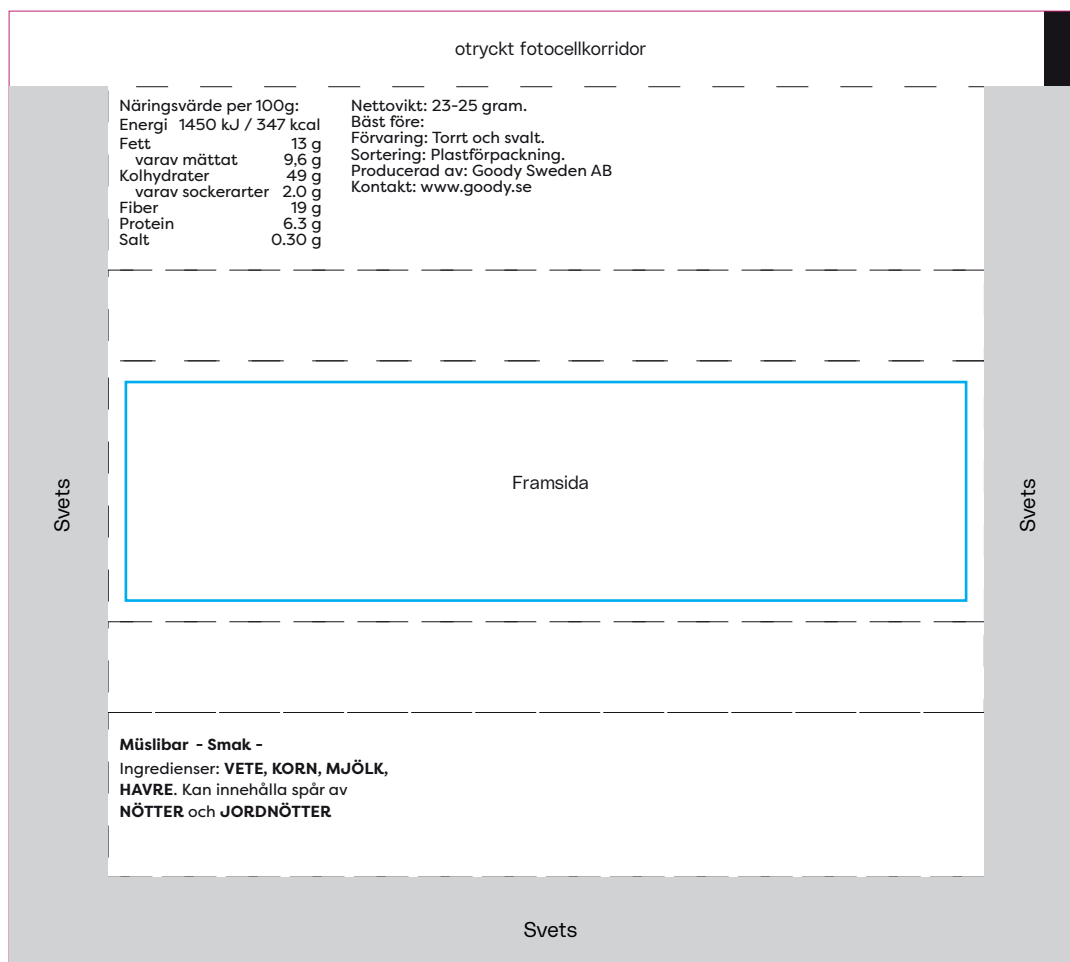 otryckt fotocellkorridor
Näringsvärde per 100g:
Energi 1450 kJ / 347 kcal
Fett 13 g
varav mättat 9,6 g
Kolhydrater 49 g
varav sockerarter 2.0 g
Fiber 19 g
Protein 6.3 g
Salt 0.30 g
Nettovikt: 23-25 gram.
Bäst före:
Förvaring: Torrt och svalt.
Sortering: Plastförpackning.
Producerad av: Goody Sweden AB
Kontakt: www.goody.se
Svets
Framsida
Svets
Müslibar - Smak -
Ingredienser: VETE, KORN, MJÖLK,
HAVRE. Kan innehålla spår av
NÖTTER och JORDNÖTTER
Svets